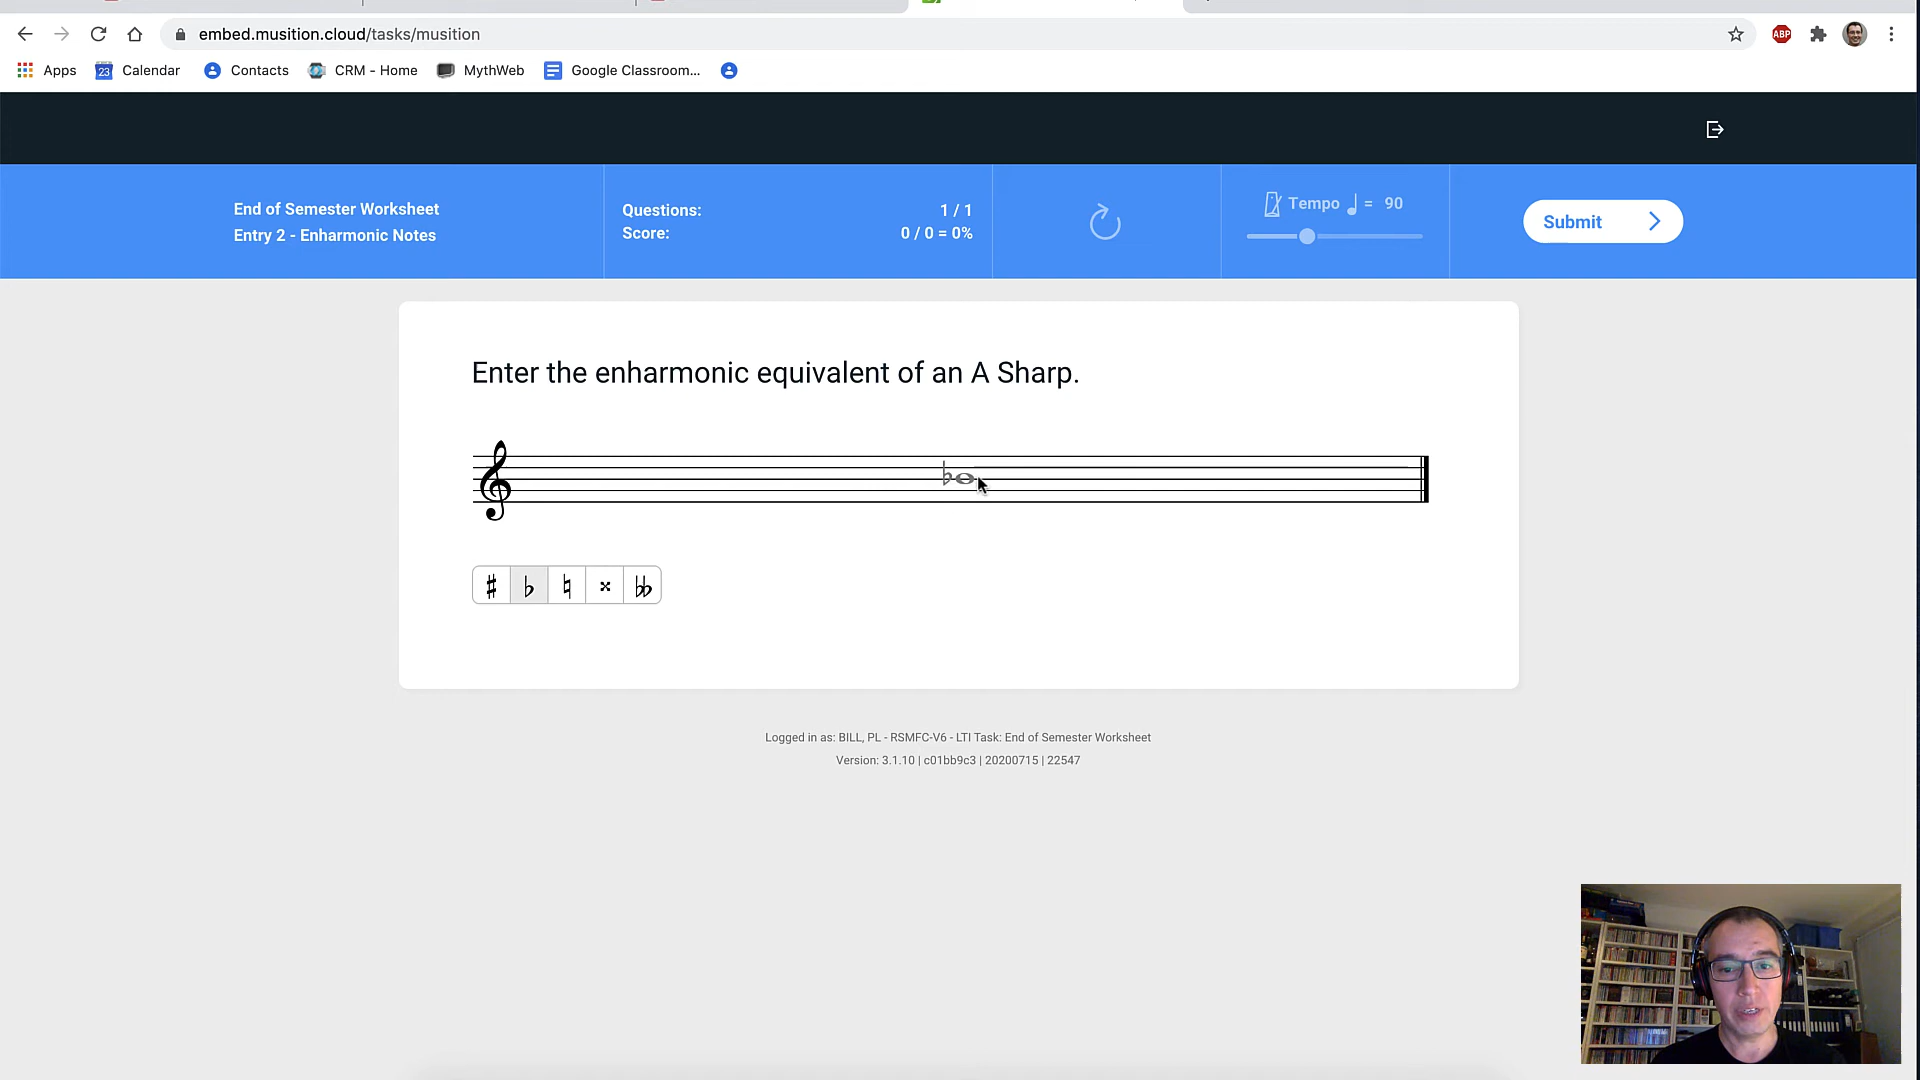 embed.musition.cloud/tasks/musition
ABP
Apps
23
Calendar
Contacts
CRM - Home
MythWeb
Google Classroom...
End of Semester Worksheet
Entry 2 - Enharmonic Notes
Questions: 1 / 1
Score: 0 / 0 = 0%
Tempo = 90
Submit
Enter the enharmonic equivalent of an A Sharp.
Logged in as: BILL, PL - RSMFC-V6 - LTI Task: End of Semester Worksheet
Version: 3.1.10 | c01bb9c3 | 20200715 | 22547